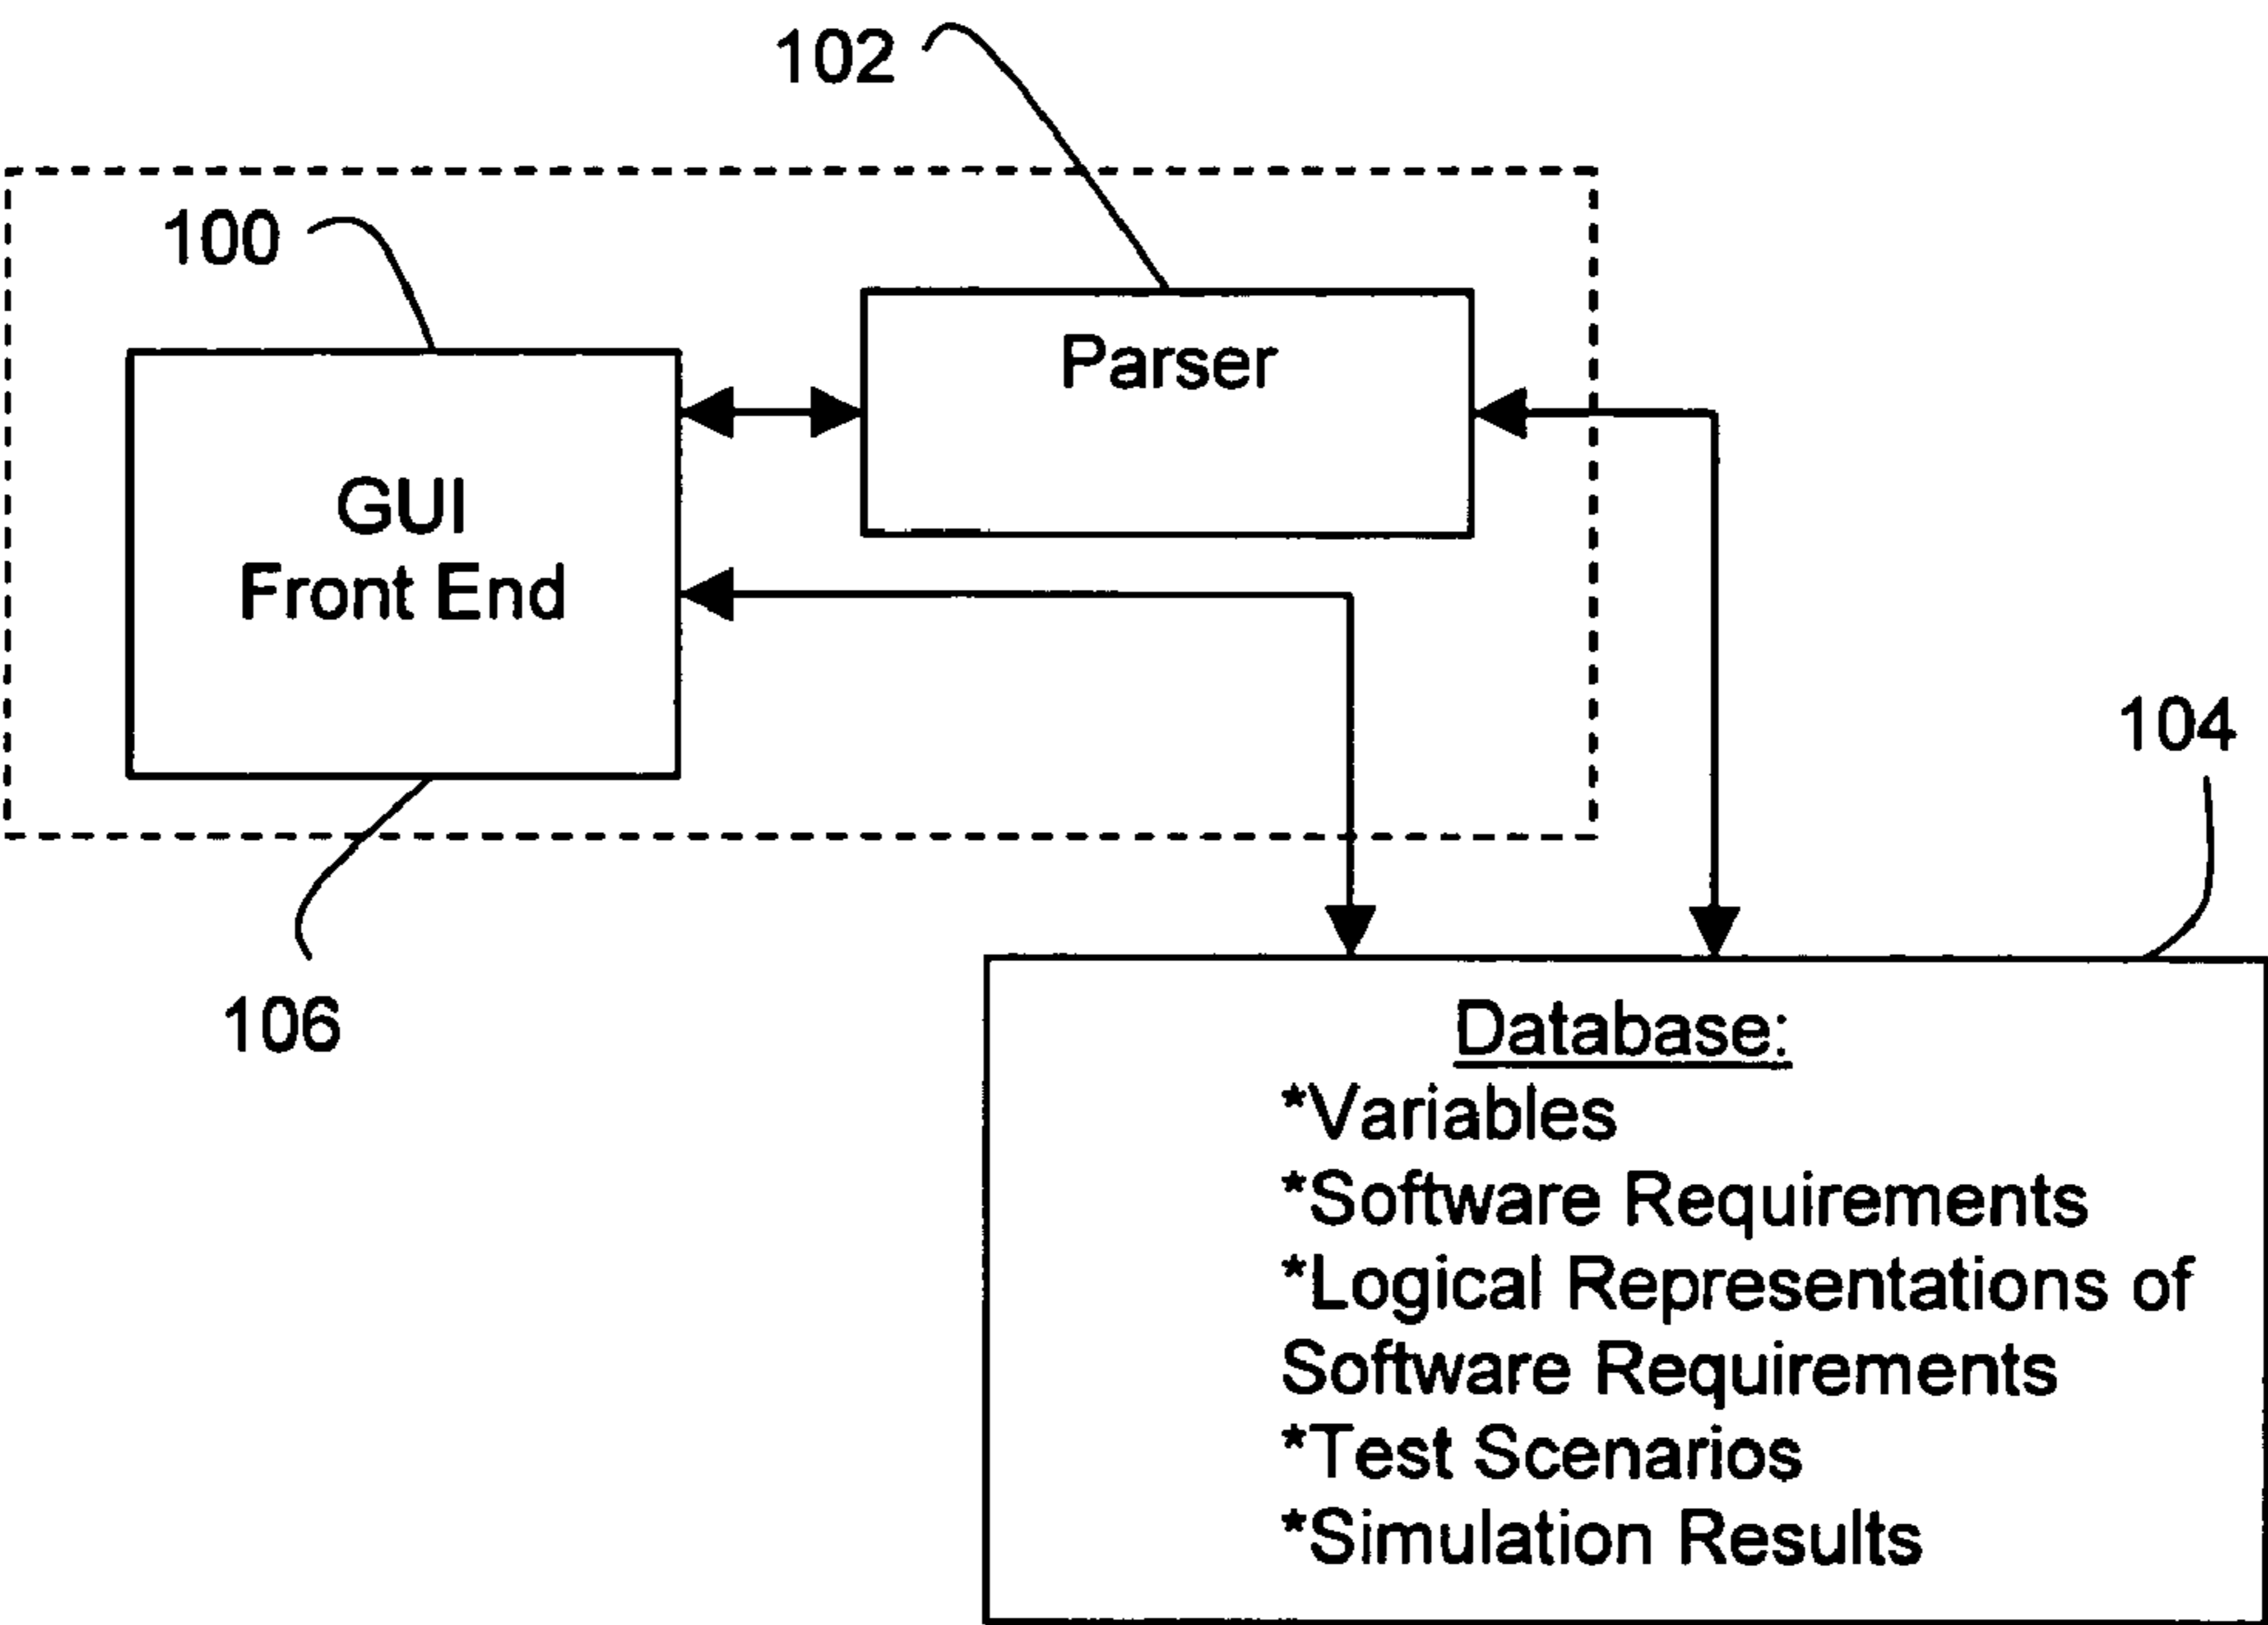 102
100
Parser
GUI
Front End
104
106
Database:
*Variables
*Software Requirements
*Logical Representations of
Software Requirements
*Test Scenarios
*Simulation Results